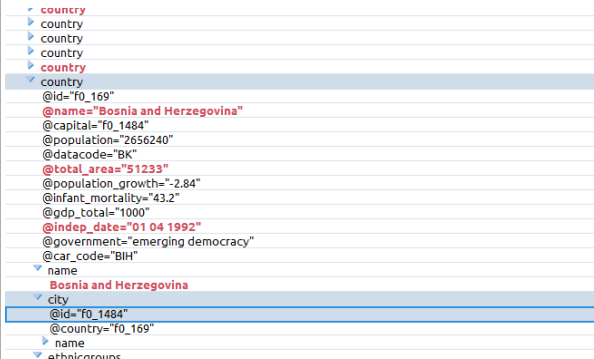 country
country
country
country
country
country
@id="f0_169"
@name="Bosnia and Herzegovina"
@capital="f0_1484"
@population="2656240"
@datacode="BK"
@total_area="51233"
@population_growth="-2.84"
@infant_mortality="43.2"
@gdp_total="1000"
@indep_date="01 04 1992"
@government="emerging democracy"
@car_code="BIH"
name
Bosnia and Herzegovina
city
@id="f0_1484"
@country="f0_169"
name
ethnicgroups